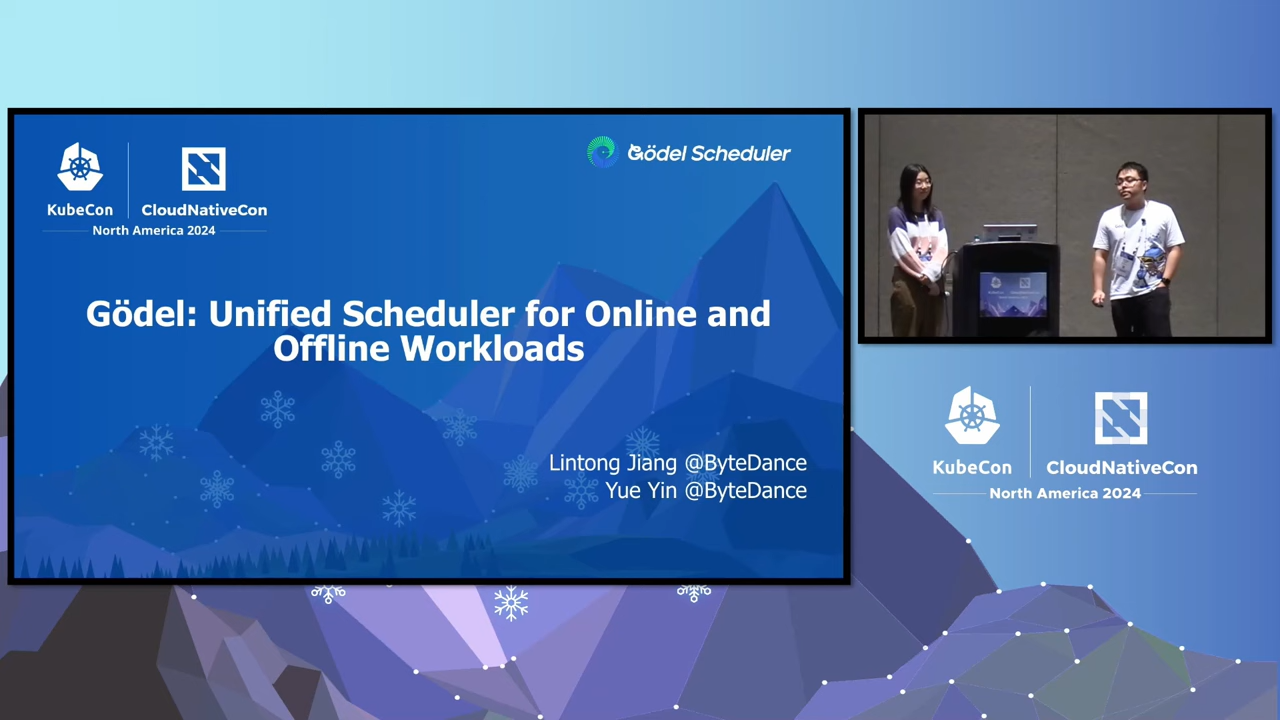 KubeCon
CloudNativeCon
North America 2024
Gödel Scheduler
Gödel: Unified Scheduler for Online and
Offline Workloads
Lintong Jiang @ByteDance
Yue Yin @ByteDance
KubeCon
CloudNativeCon
North America 2024